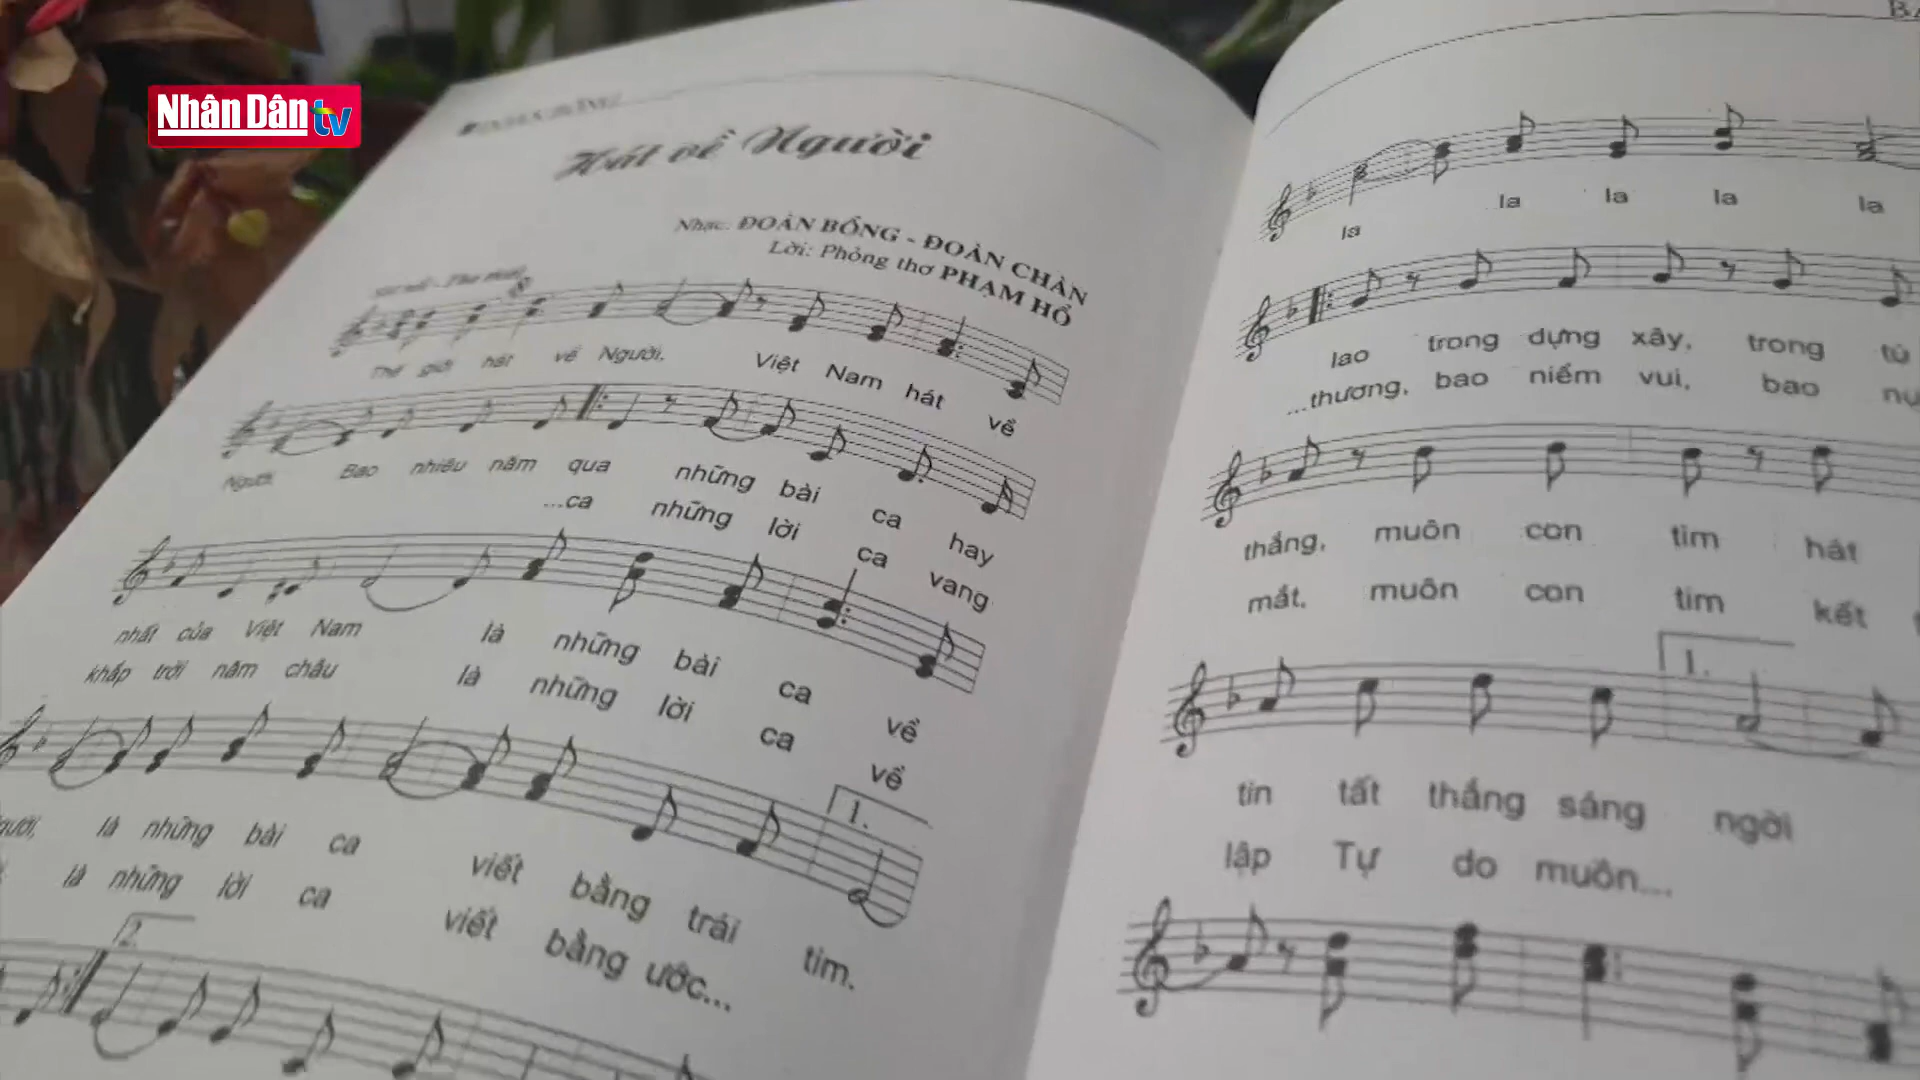 Nhân Dân tv
Hát về Người
Nhạc: ĐOÀN BỔNG - ĐOÀN CHÀN
Lời: Phỏng thơ PHẠM HỔ
Thế giới hát về Người. Việt Nam hát về
Người. Bao nhiêu năm qua những bài ca hay
...ca những lời ca vang
nhất của Việt Nam là những bài ca về
khắp trời năm châu là những lời ca về
là những bài ca viết bằng trái tim.
là những lời ca viết bằng ước...
1.
2.
la la la la la
lao trong dựng xây, trong
...thương, bao niềm vui, bao
thắng, muôn con tim hát
mắt, muôn con tim kết
1.
tin tất thắng sáng ngời
lập Tự do muôn...